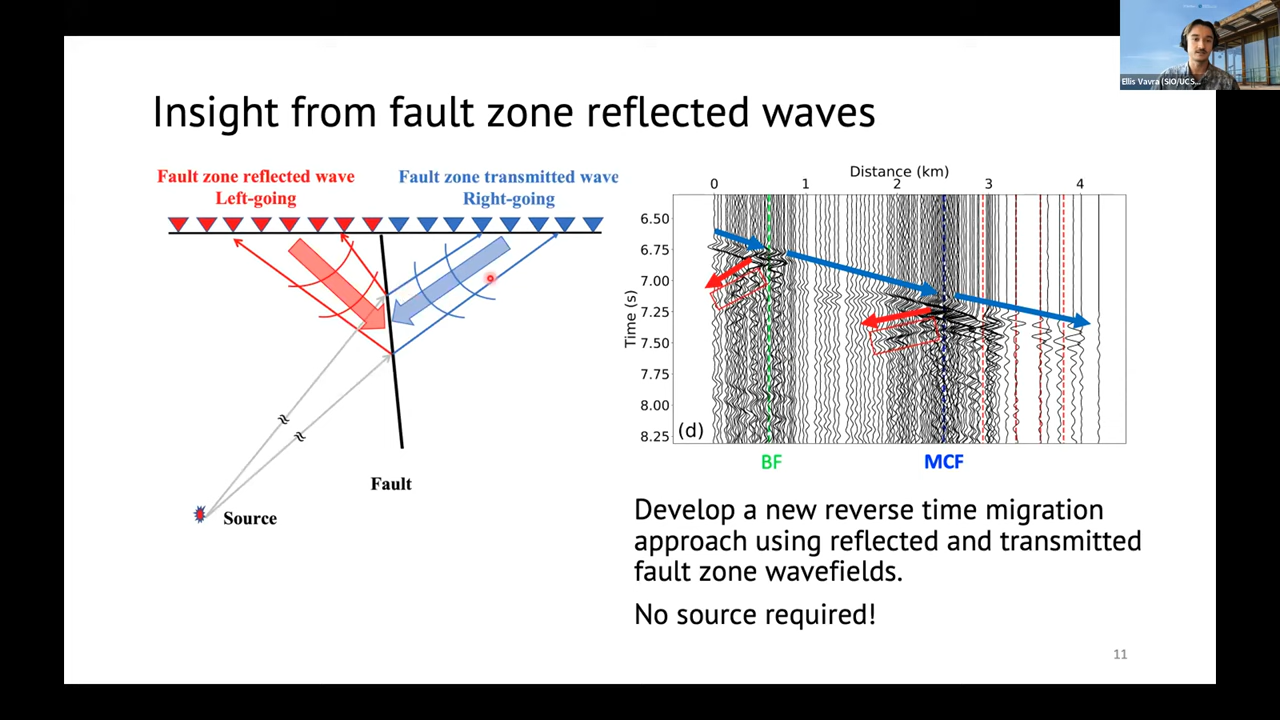 Insight from fault zone reflected waves
Fault zone reflected wave
Left-going
Fault zone transmitted wave
Right-going
Source
Fault
Distance (km)
0 1 2 3 4
Time (s)
6.50
6.75
7.00
7.25
7.50
7.75
8.00
8.25
(d)
BF
MCF
Develop a new reverse time migration
approach using reflected and transmitted
fault zone wavefields.
No source required!
11
Ellis Vavra (SIO/UCS...